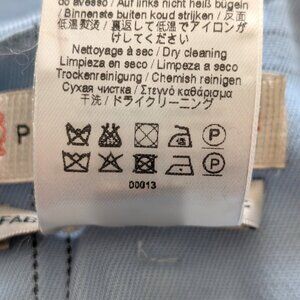 do avesso / Auf links nicht heiß bügeln
/ Binnenste buiten koud strijken / 反面
低温熨烫 / 裏返して低温でアイロンが
けしてください
Nettoyage à sec / Dry cleaning
Limpieza en seco / Limpeza a seco
Trockenreinigung / Chemish reinigen
Сухая чистка / Στεγνό καθάρισμα
干洗 / ドライクリーニング
P
P
00013
P
FAB